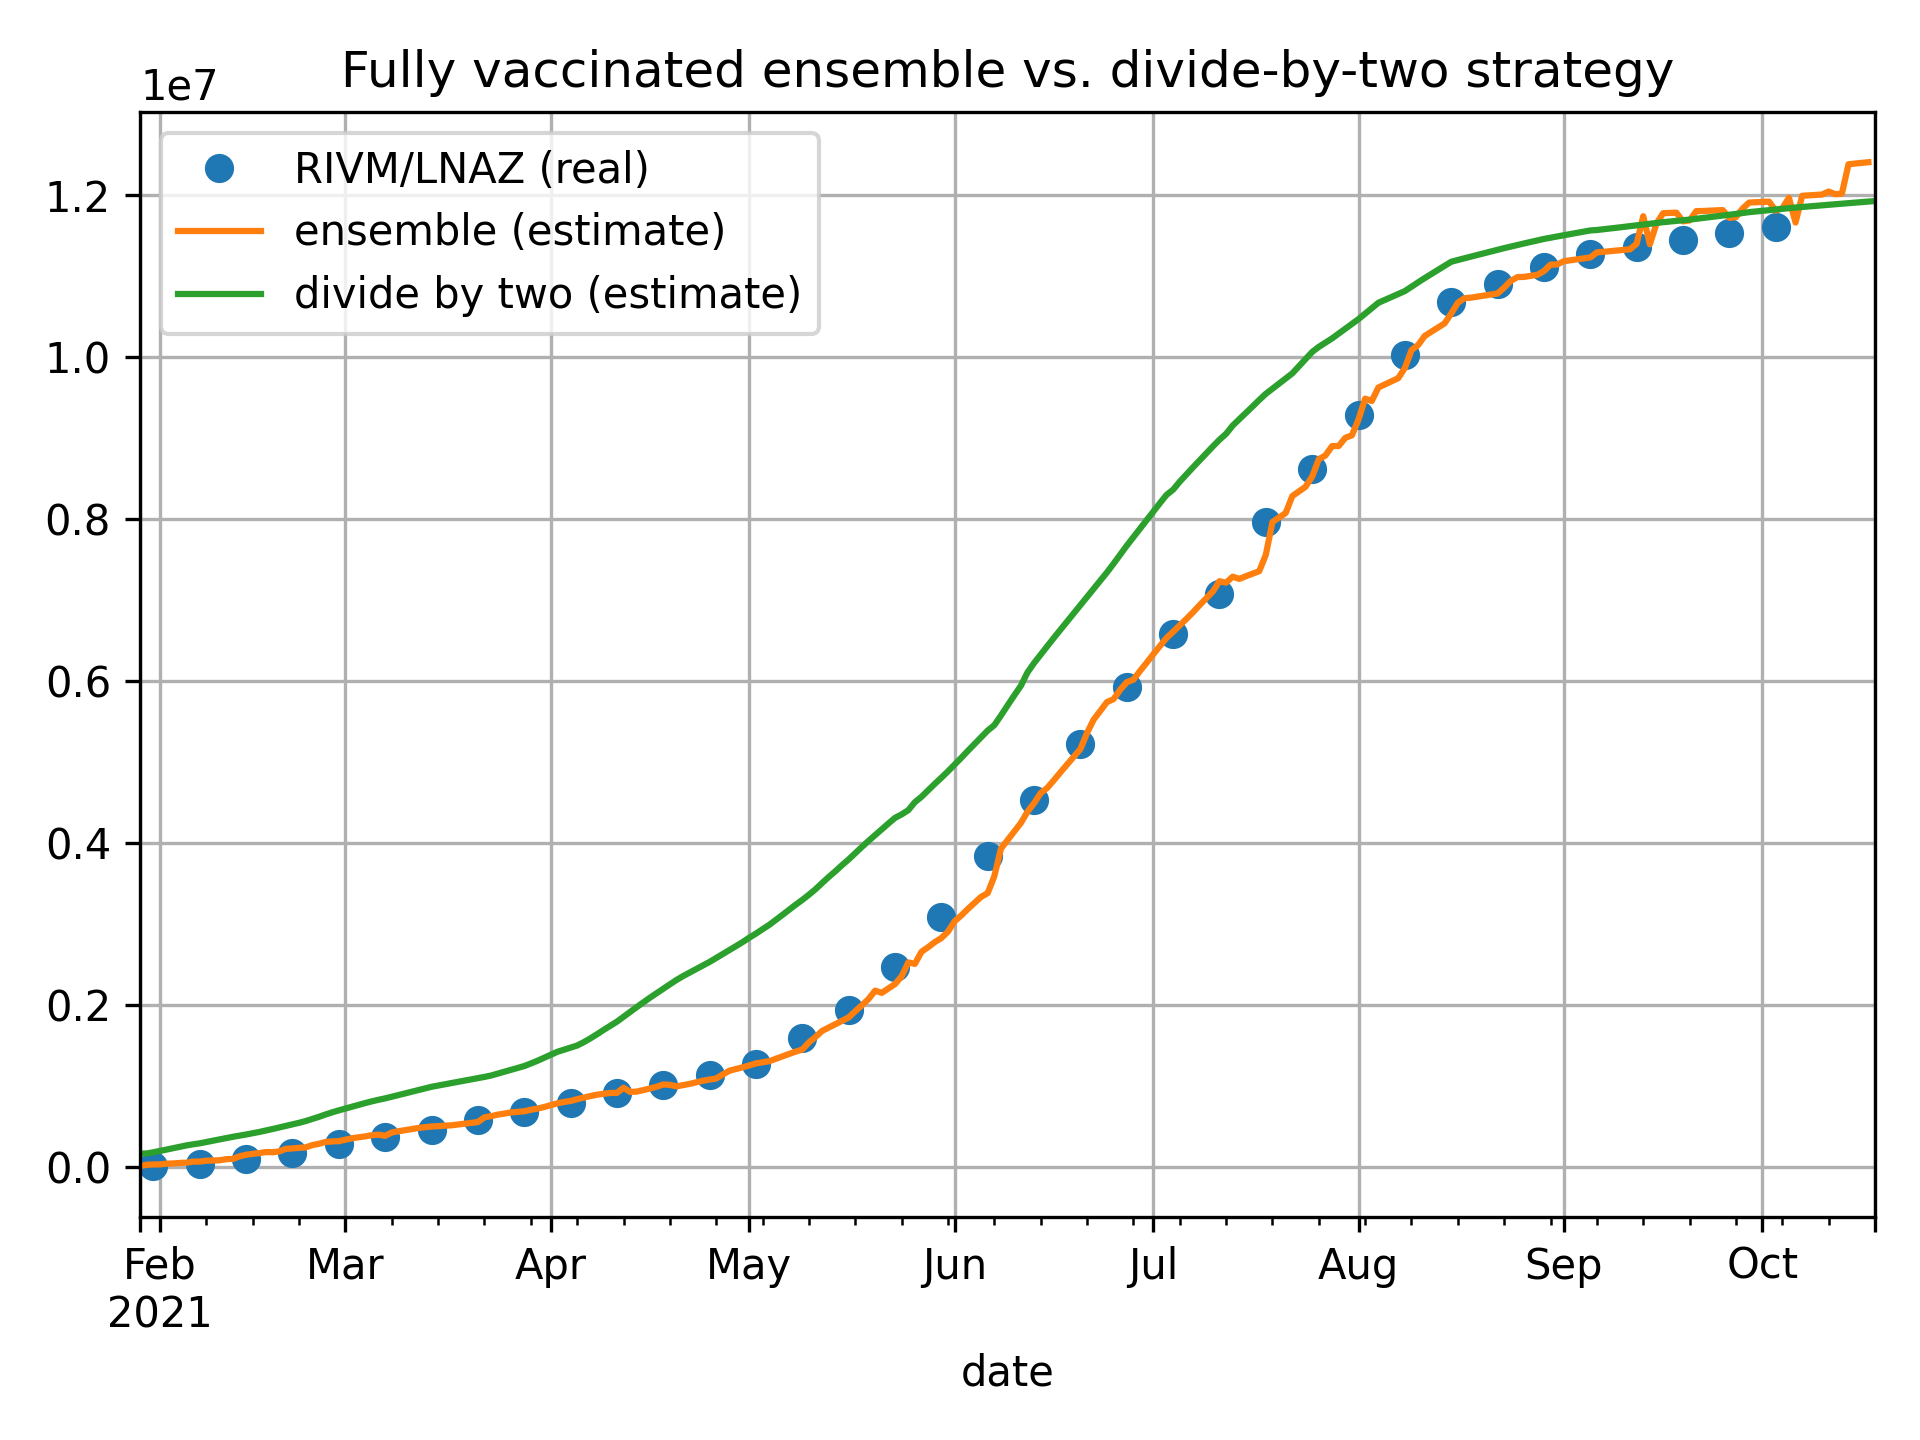 Fully vaccinated ensemble vs. divide-by-two strategy
1e7
RIVM/LNAZ (real)
ensemble (estimate)
divide by two (estimate)
1.2
1.0
0.8
0.6
0.4
0.2
0.0
Feb Mar Apr May Jun Jul Aug Sep Oct
2021
date